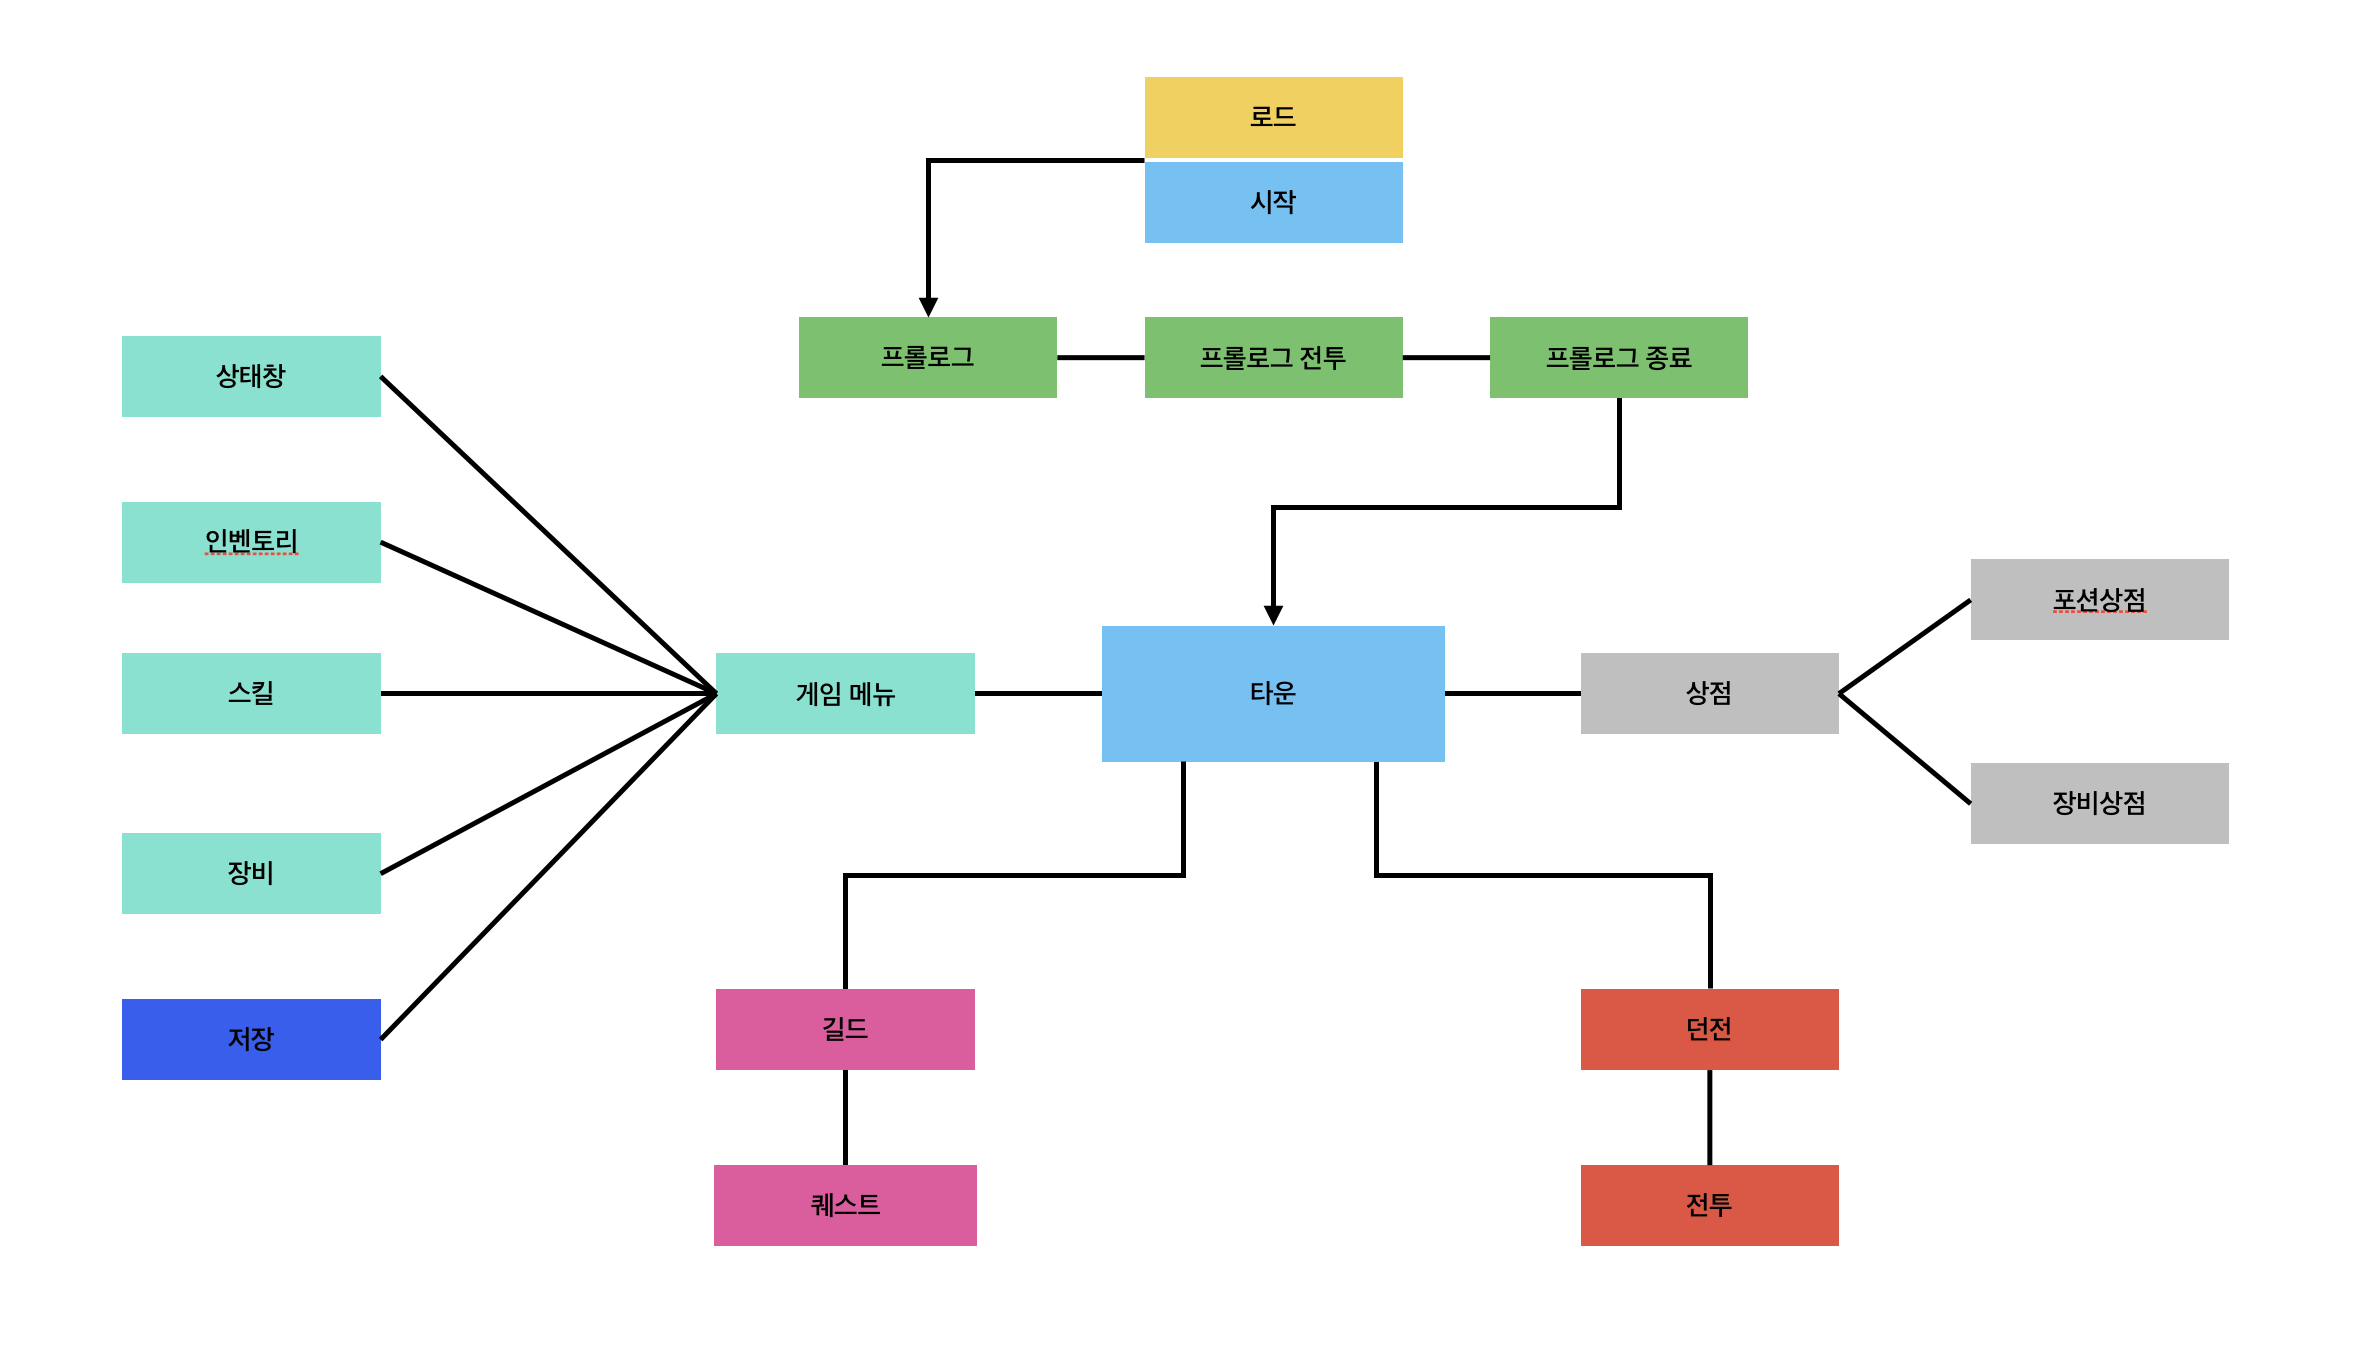 로드
시작
프롤로그
프롤로그 전투
프롤로그 종료
상태창
인벤토리
스킬
장비
저장
게임 메뉴
타운
상점
포션상점
장비상점
길드
퀘스트
던전
전투